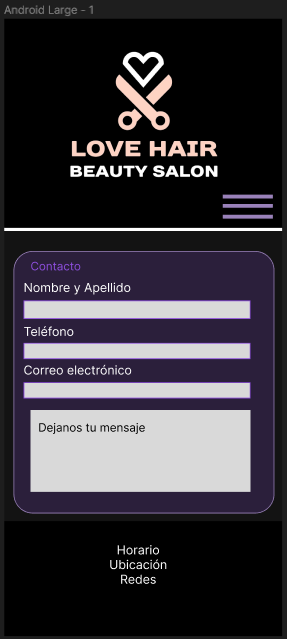 Android Large - 1
LOVE HAIR
BEAUTY SALON
Contacto
Nombre y Apellido
Teléfono
Correo electrónico
Dejanos tu mensaje
Horario
Ubicación
Redes